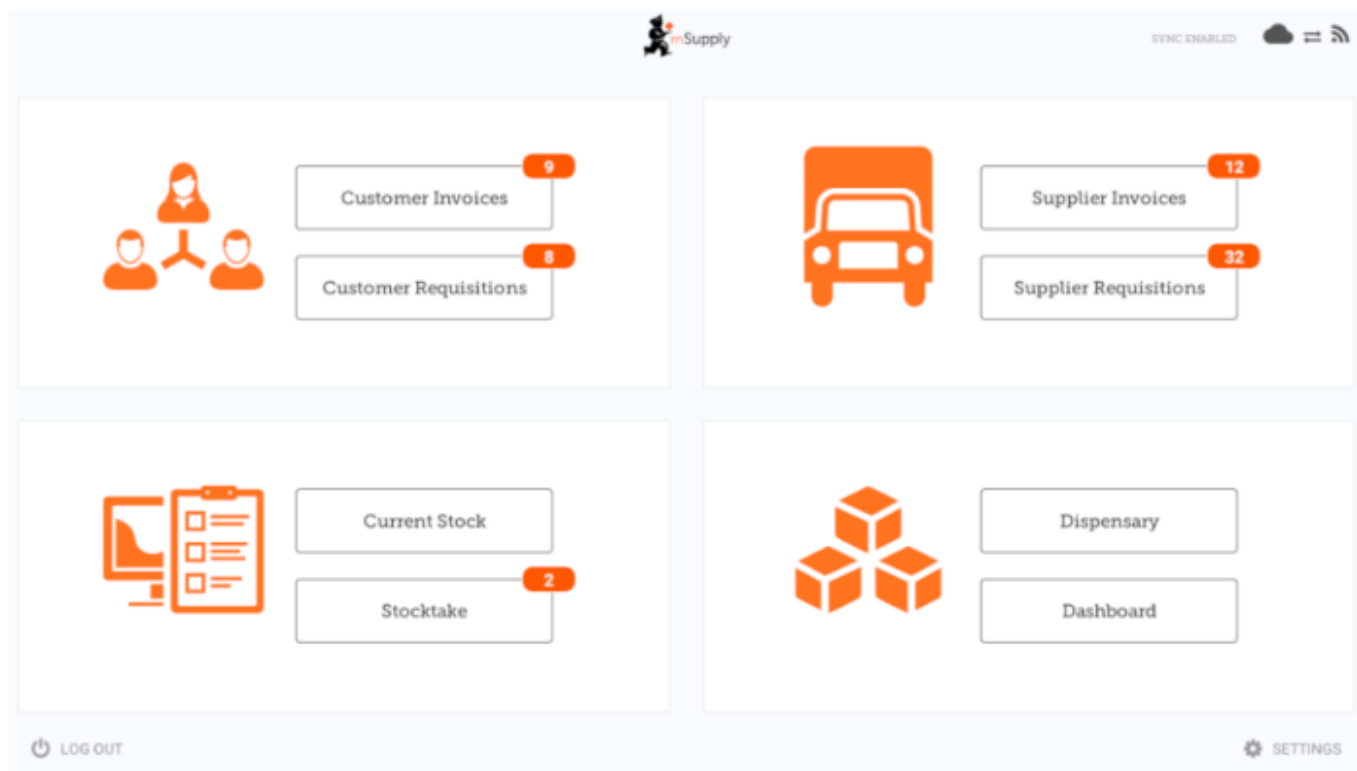 mSupply
SYNC ENABLED
9
Customer Invoices
8
Customer Requisitions
12
Supplier Invoices
32
Supplier Requisitions
Current Stock
2
Stocktake
Dispensary
Dashboard
LOG OUT
SETTINGS